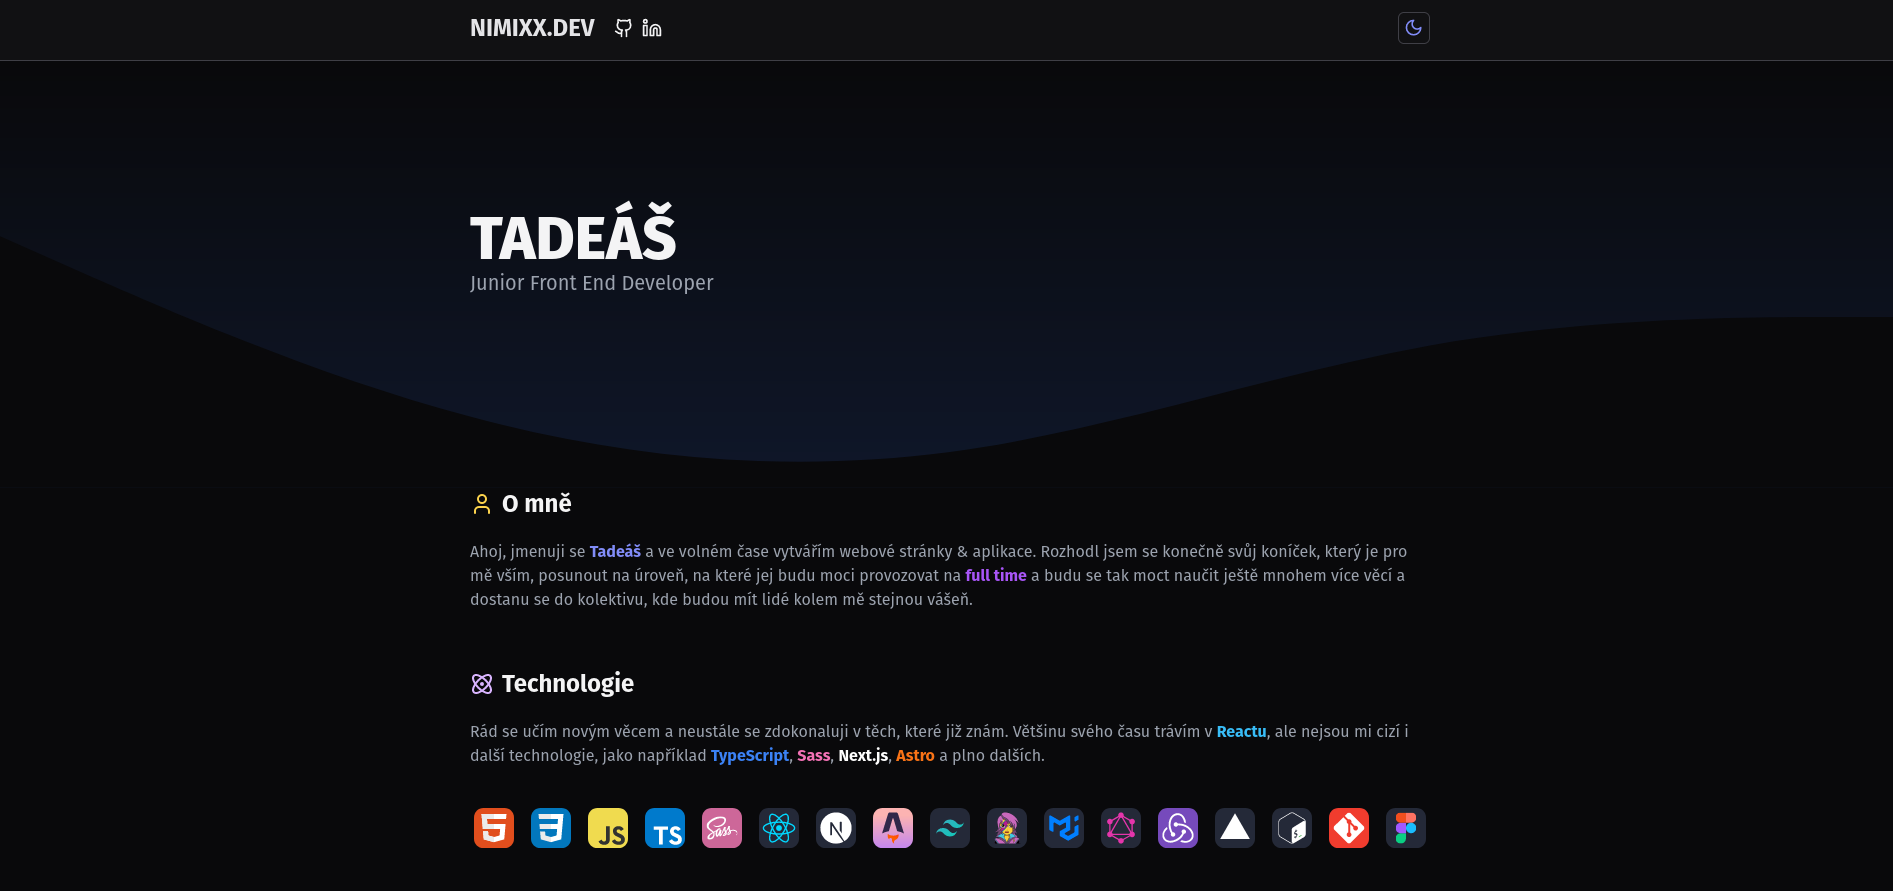 NIMIXX.DEV
TADEÁŠ
Junior Front End Developer
O mně
Ahoj, jmenuji se Tadeáš a ve volném čase vytvářím webové stránky & aplikace. Rozhodl jsem se konečně svůj koníček, který je pro
mě vším, posunout na úroveň, na které jej budu moci provozovat na full time a budu se tak moct naučit ještě mnohem více věcí a
dostanu se do kolektivu, kde budou mít lidé kolem mě stejnou vášeň.
Technologie
Rád se učím novým věcem a neustále se zdokonaluji v těch, které již znám. Většinu svého času trávím v Reactu, ale nejsou mi cizí i
další technologie, jako například TypeScript, Sass, Next.js, Astro a plno dalších.
JS TS Sass N